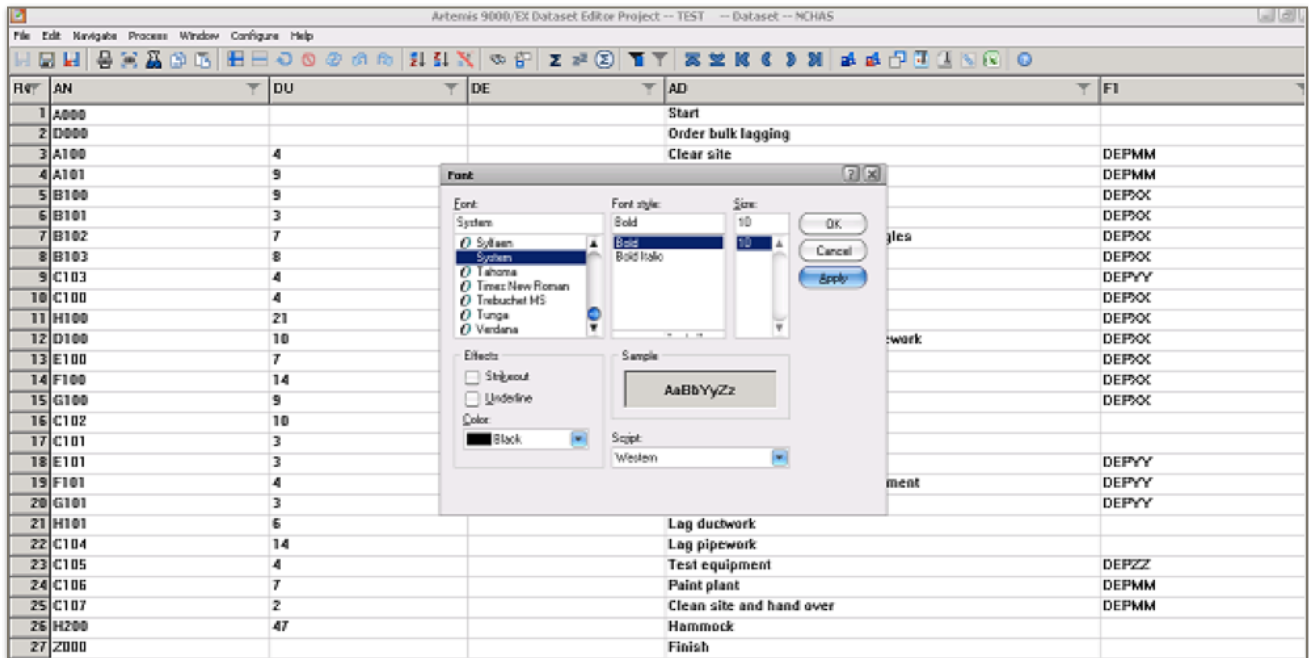 Artemis 9000/EX Dataset Editor Project -- TEST -- Dataset -- NCHAS
File Edit Navigate Process Window Configure Help
AN DU DE AD F1
1 A000 Start
2 D000 Order bulk lagging
3 A100 4 Clear site DEPMM
4 A101 9 DEPMM
5 B100 9 DEPXX
6 B101 3 DEPXX
7 B102 7 gles DEPXX
8 B103 8 DEPXX
9 C103 4 DEPYY
10 C100 4 DEPXX
11 H100 21 DEPXX
12 D100 10 ework DEPXX
13 E100 7 DEPXX
14 F100 14 DEPXX
15 G100 9 DEPXX
16 C102 10
17 C101 3
18 E101 3 DEPYY
19 F101 4 ment DEPYY
20 G101 3 DEPYY
21 H101 6 Lag ductwork
22 C104 14 Lag pipework
23 C105 4 Test equipment DEPZZ
24 C106 7 Paint plant DEPMM
25 C107 2 Clean site and hand over DEPMM
26 H200 47 Hammock
27 Z000 Finish
Font
Font: Font style: Size:
System Bold 10 OK
Sylfaen Bold 10
System Bold Italic Cancel
Tahoma
Times New Roman Apply
Trebuchet MS
Tunga
Verdana
Effects Sample
Strikeout
Underline AaBbYyZz
Color:
Black Script:
Western